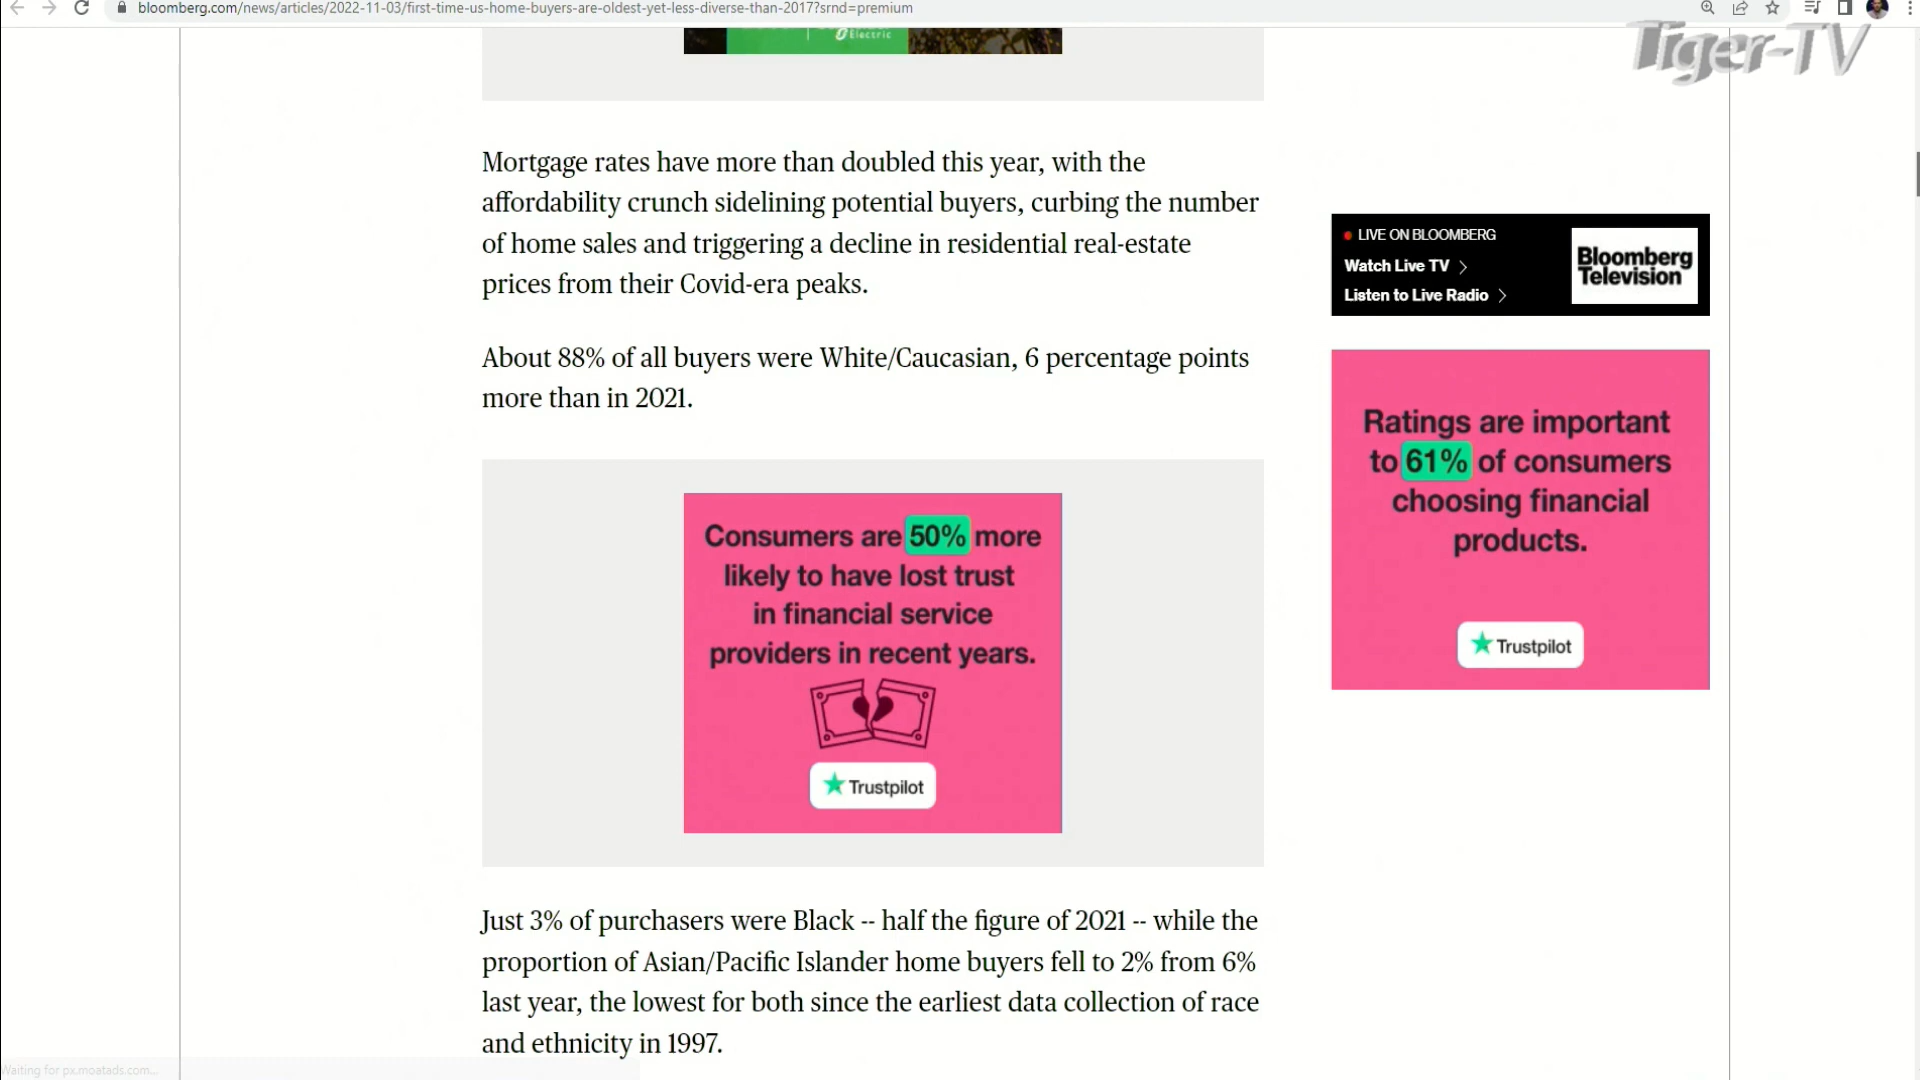 bloomberg.com/news/articles/2022-11-03/first-time-us-home-buyers-are-oldest-yet-less-diverse-than-2017?srnd=premium
Tiger-TV
Electric
Mortgage rates have more than doubled this year, with the
affordability crunch sidelining potential buyers, curbing the number
of home sales and triggering a decline in residential real-estate
prices from their Covid-era peaks.
LIVE ON BLOOMBERG
Watch Live TV
Listen to Live Radio
Bloomberg
Television
About 88% of all buyers were White/Caucasian, 6 percentage points
more than in 2021.
Ratings are important
to 61% of consumers
choosing financial
products.
Trustpilot
Consumers are 50% more
likely to have lost trust
in financial service
providers in recent years.
Trustpilot
Just 3% of purchasers were Black -- half the figure of 2021 -- while the
proportion of Asian/Pacific Islander home buyers fell to 2% from 6%
last year, the lowest for both since the earliest data collection of race
and ethnicity in 1997.
Waiting for px.moatads.com...